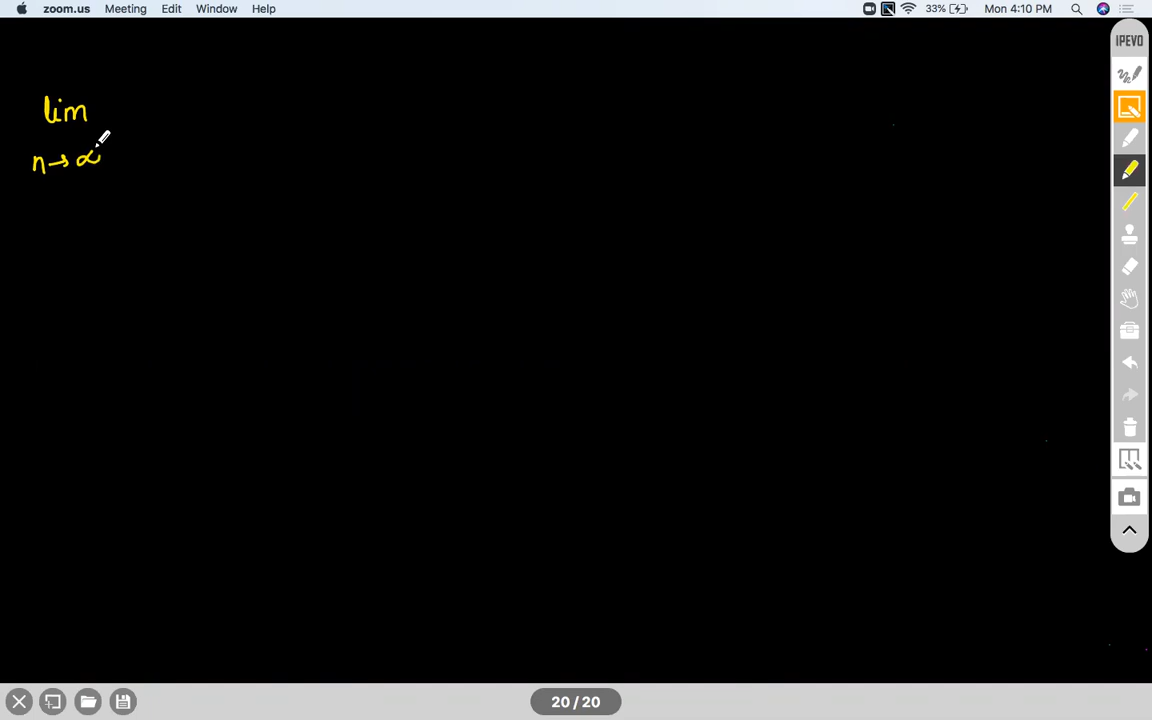 zoom.us Meeting Edit Window Help 33% Mon 4:10 PM
IPEVO
lim
n→∝
20 / 20